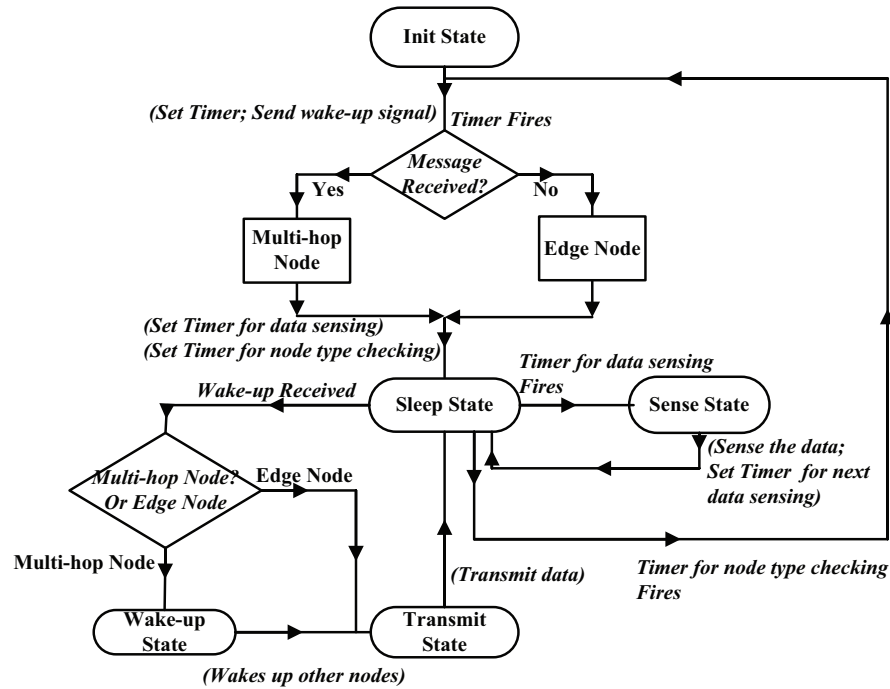 Init State
(Set Timer; Send wake-up signal)
Timer Fires
Message
Received?
Yes
No
Multi-hop
Node
Edge Node
(Set Timer for data sensing)
(Set Timer for node type checking)
Timer for data sensing
Fires
Wake-up Received
Sleep State
Sense State
(Sense the data;
Set Timer for next
data sensing)
Multi-hop Node?
Or Edge Node
Edge Node
Multi-hop Node
(Transmit data)
Timer for node type checking
Fires
Wake-up
State
Transmit
State
(Wakes up other nodes)